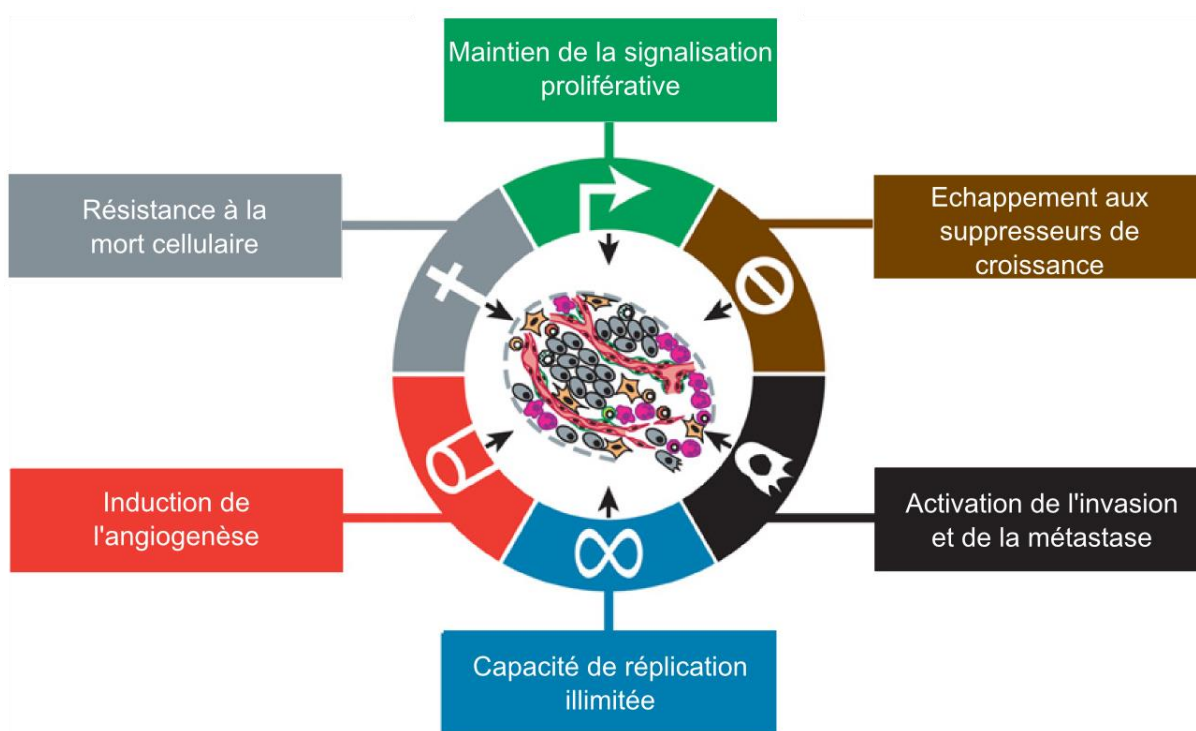 Maintien de la signalisation
proliférative
Résistance à la
mort cellulaire
Echappement aux
suppresseurs de
croissance
Induction de
l'angiogenèse
Activation de l'invasion
et de la métastase
Capacité de réplication
illimitée